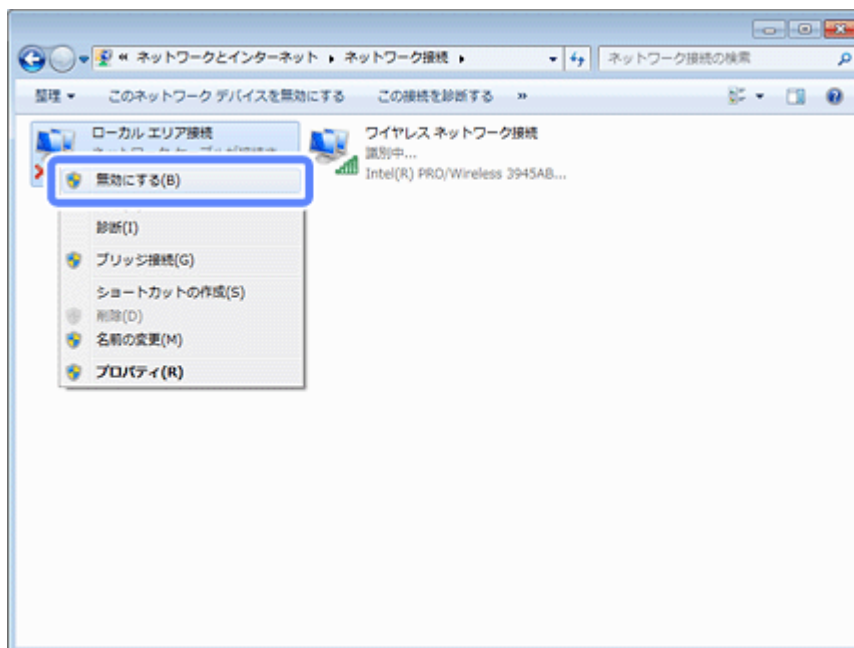 « ネットワークとインターネット ▸ ネットワーク接続 ▸
ネットワーク接続の検索
整理 ▼ このネットワーク デバイスを無効にする この接続を診断する »
ローカル エリア接続
ワイヤレス ネットワーク接続
識別中...
Intel(R) PRO/Wireless 3945AB...
無効にする(B)
診断(I)
ブリッジ接続(G)
ショートカットの作成(S)
削除(D)
名前の変更(M)
プロパティ(R)